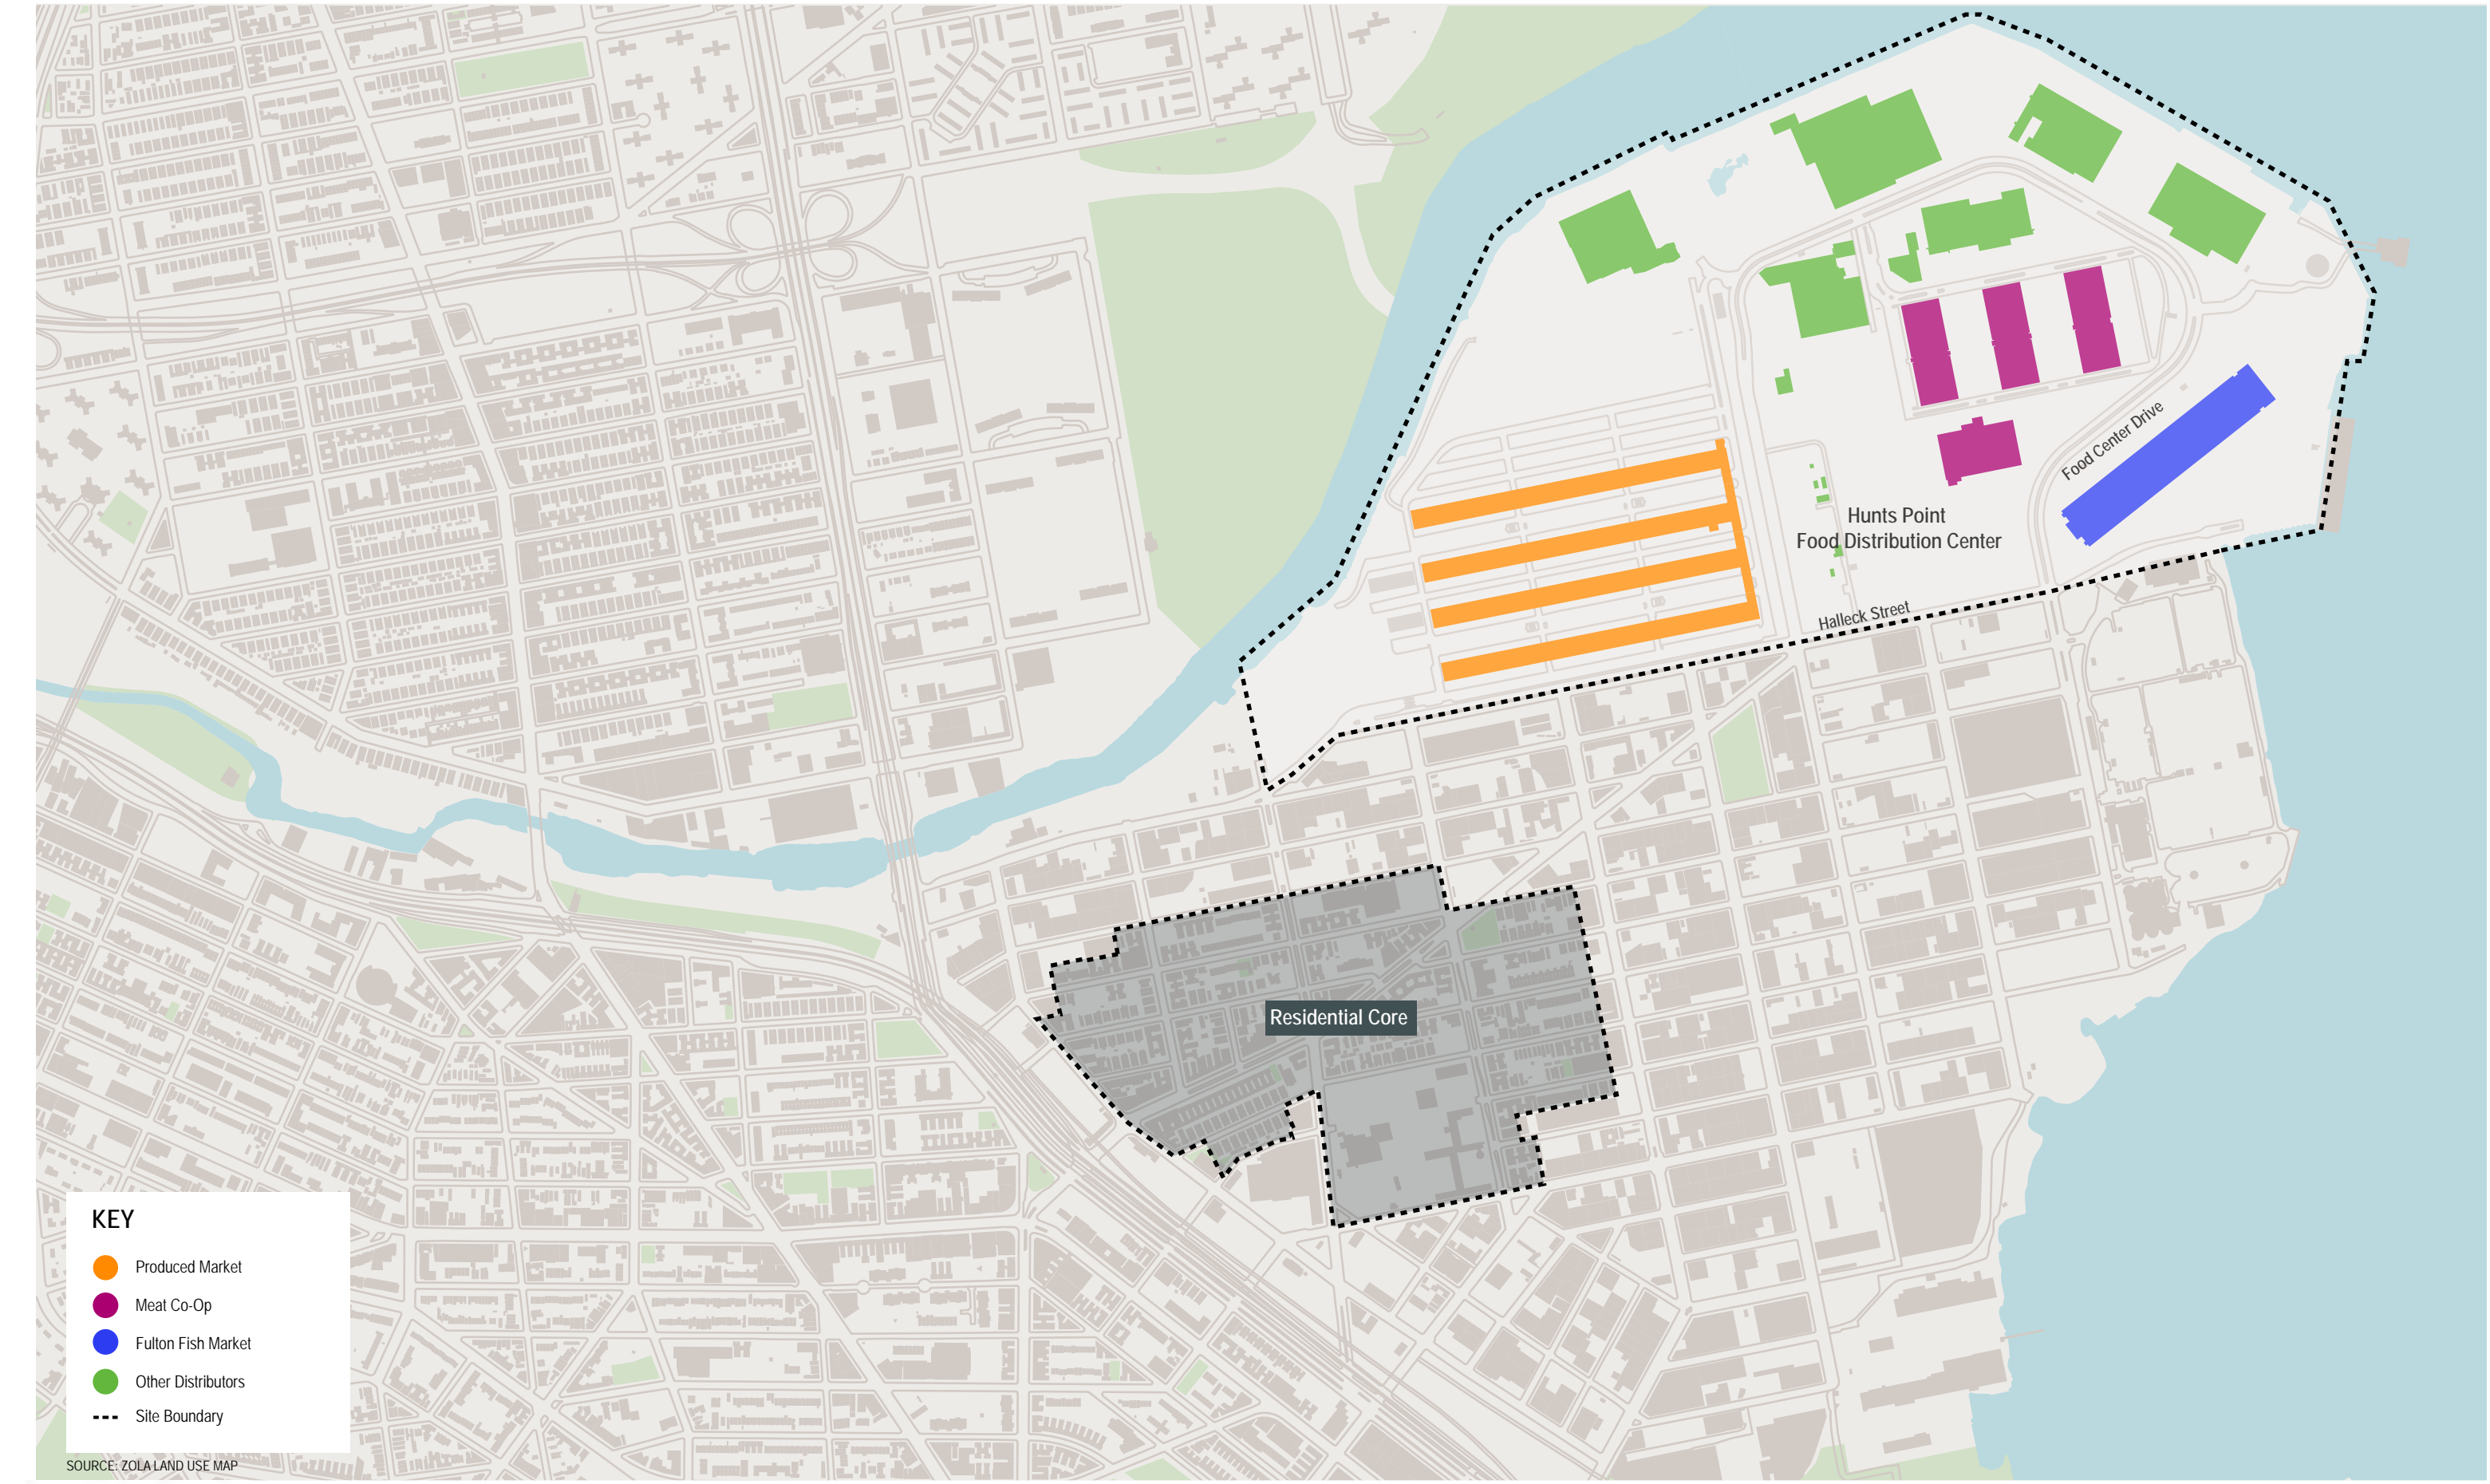 Food Center Drive
Hunts Point
Food Distribution Center
Halleck Street
Residential Core
KEY
Produced Market
Meat Co-Op
Fulton Fish Market
Other Distributors
Site Boundary
SOURCE: ZOLA LAND USE MAP